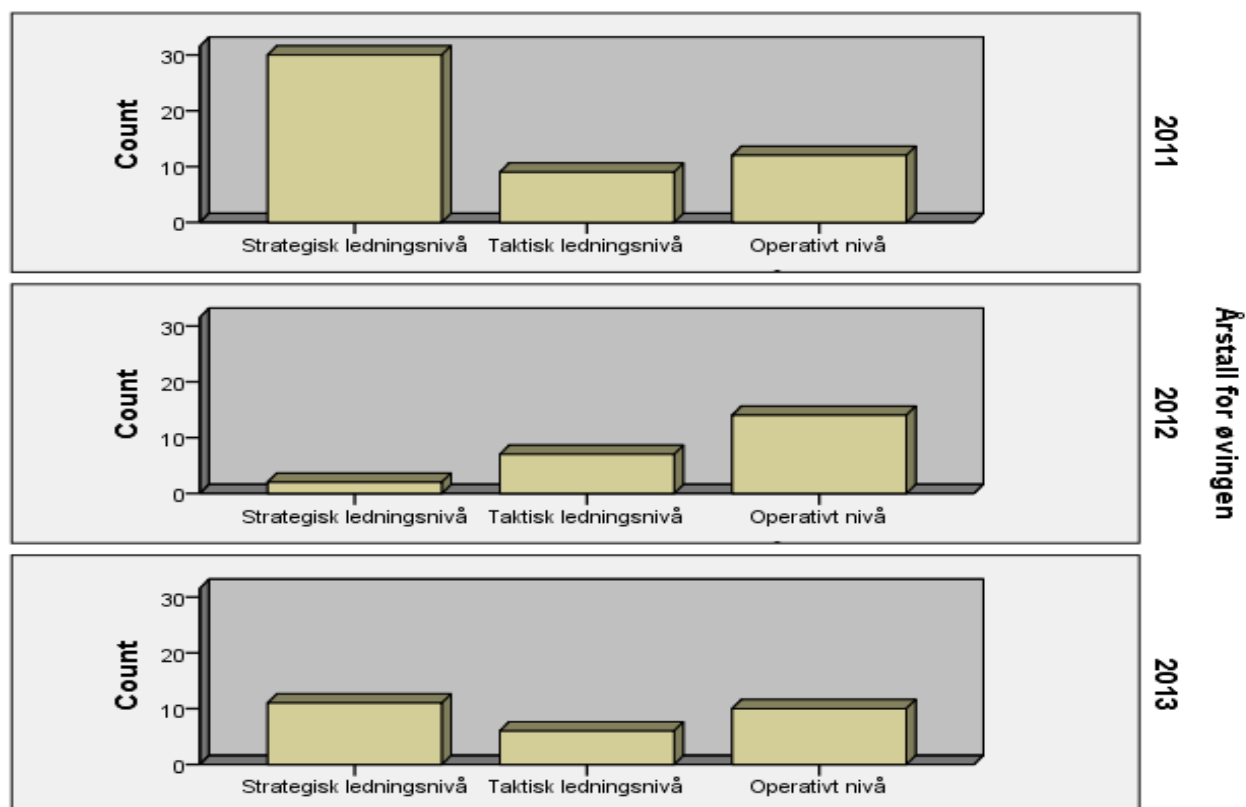 Count
30
20
10
0
Strategisk ledningsnivå Taktisk ledningsnivå Operativt nivå
2011
Count
30
20
10
0
Strategisk ledningsnivå Taktisk ledningsnivå Operativt nivå
2012
Count
30
20
10
0
Strategisk ledningsnivå Taktisk ledningsnivå Operativt nivå
2013
Årstall for øvingen